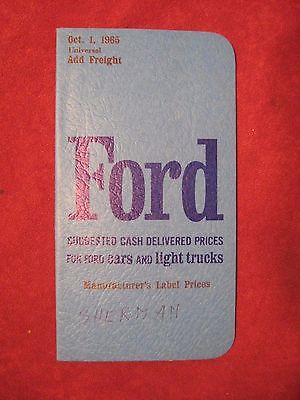 Oct. 1, 1965
Universal
Add Freight
Ford
SUGGESTED CASH DELIVERED PRICES
FOR FORD cars AND light trucks
Manufacturer's Label Prices
SHERMAN